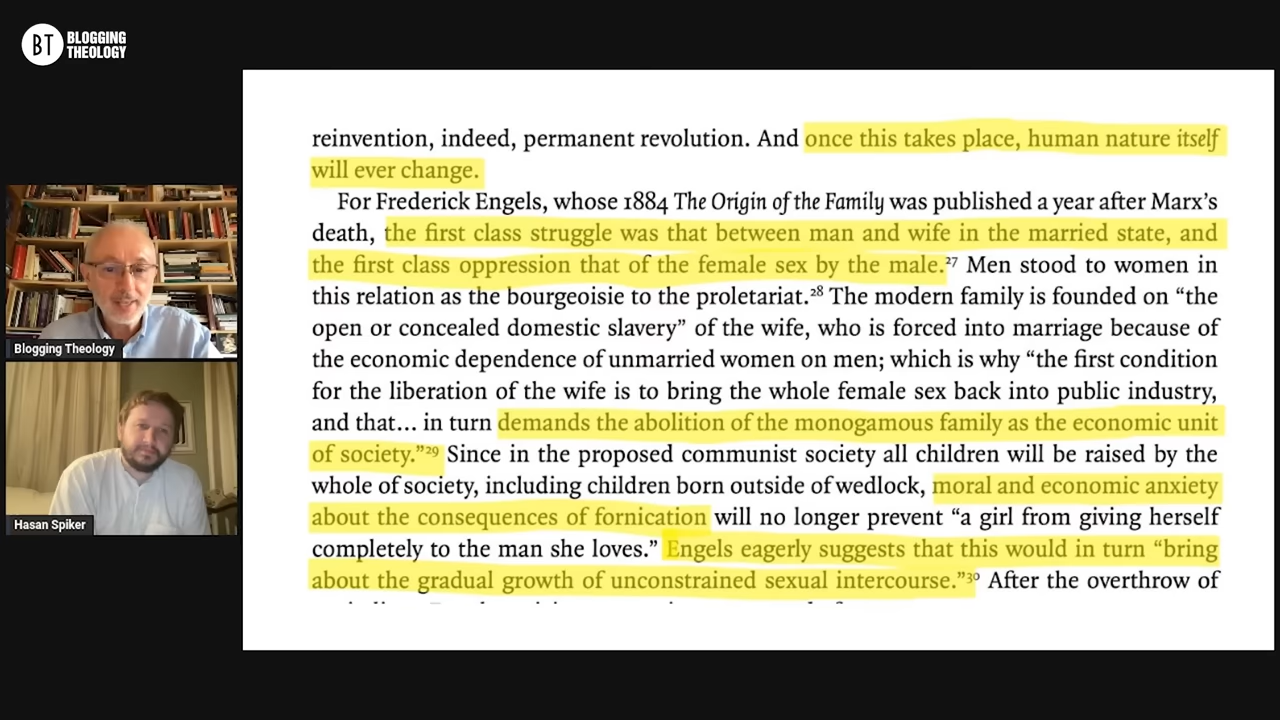 BT BLOGGING
THEOLOGY
reinvention, indeed, permanent revolution. And once this takes place, human nature itself
will ever change.
For Frederick Engels, whose 1884 The Origin of the Family was published a year after Marx’s
death, the first class struggle was that between man and wife in the married state, and
the first class oppression that of the female sex by the male.²⁷ Men stood to women in
this relation as the bourgeoisie to the proletariat.²⁸ The modern family is founded on “the
open or concealed domestic slavery” of the wife, who is forced into marriage because of
the economic dependence of unmarried women on men; which is why “the first condition
for the liberation of the wife is to bring the whole female sex back into public industry,
and that... in turn demands the abolition of the monogamous family as the economic unit
of society.”²⁹ Since in the proposed communist society all children will be raised by the
whole of society, including children born outside of wedlock, moral and economic anxiety
about the consequences of fornication will no longer prevent “a girl from giving herself
completely to the man she loves.” Engels eagerly suggests that this would in turn “bring
about the gradual growth of unconstrained sexual intercourse.”³⁰ After the overthrow of
Blogging Theology
Hasan Spiker